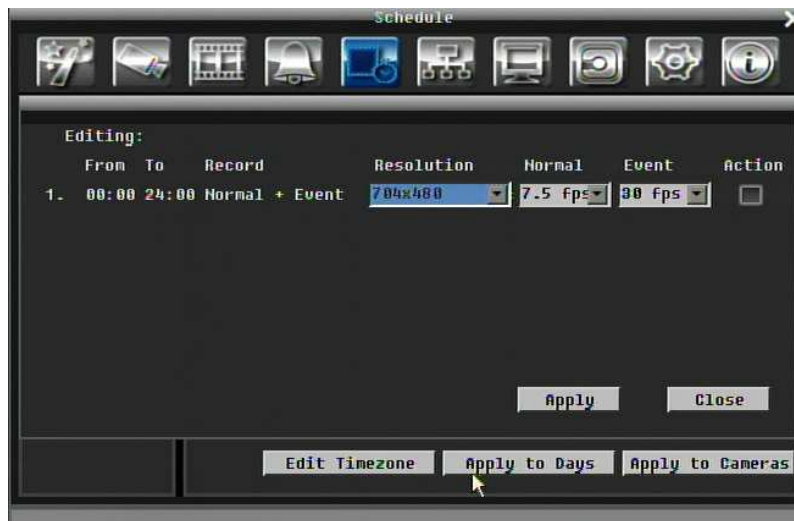 Schedule
Editing:
From To Record Resolution Normal Event Action
1. 00:00 24:00 Normal + Event 704x480 7.5 fps 30 fps
Apply Close
Edit Timezone Apply to Days Apply to Cameras